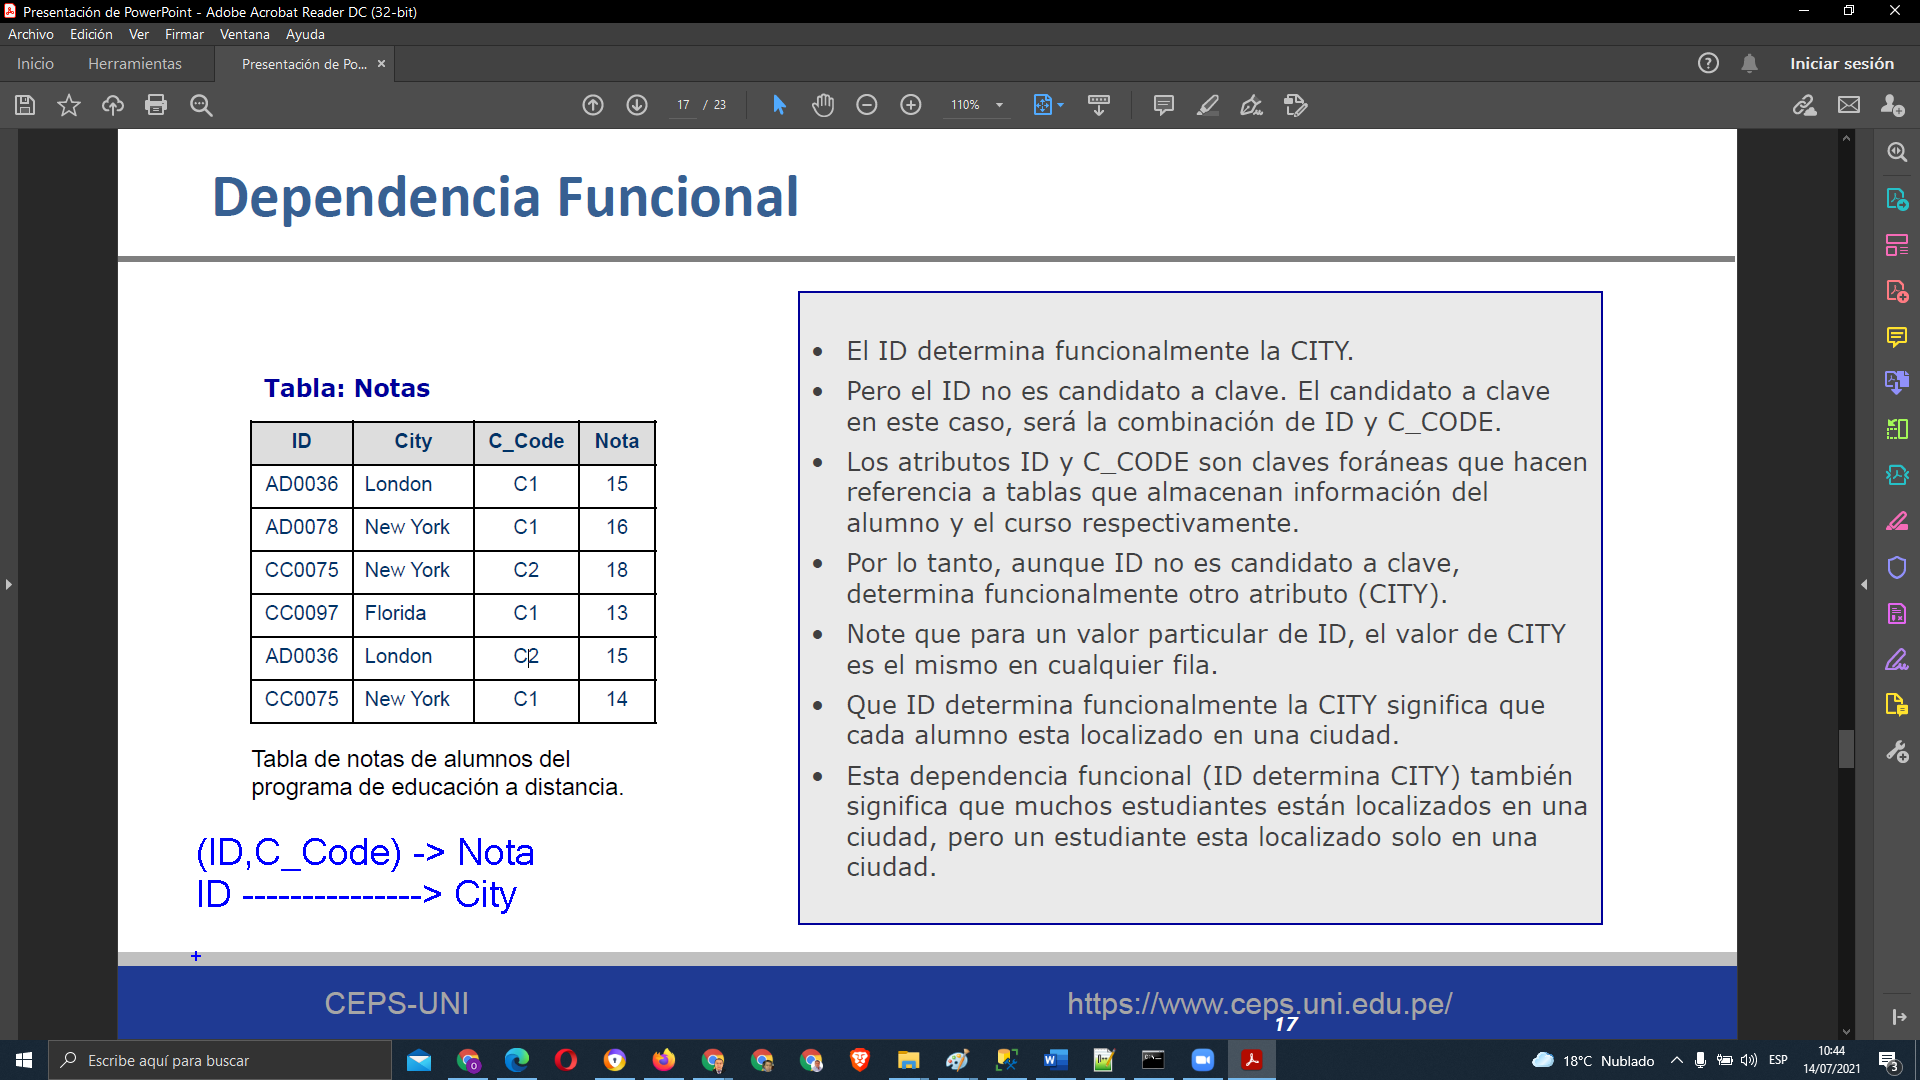 Presentación de PowerPoint - Adobe Acrobat Reader DC (32-bit)
Archivo Edición Ver Firmar Ventana Ayuda
Inicio Herramientas Presentación de Po... × Iniciar sesión
17 / 23 110%
Dependencia Funcional
Tabla: Notas
ID City C_Code Nota
AD0036 London C1 15
AD0078 New York C1 16
CC0075 New York C2 18
CC0097 Florida C1 13
AD0036 London C2 15
CC0075 New York C1 14
Tabla de notas de alumnos del
programa de educación a distancia.
(ID,C_Code) -> Nota
ID ---------------> City
• El ID determina funcionalmente la CITY.
• Pero el ID no es candidato a clave. El candidato a clave
en este caso, será la combinación de ID y C_CODE.
• Los atributos ID y C_CODE son claves foráneas que hacen
referencia a tablas que almacenan información del
alumno y el curso respectivamente.
• Por lo tanto, aunque ID no es candidato a clave,
determina funcionalmente otro atributo (CITY).
• Note que para un valor particular de ID, el valor de CITY
es el mismo en cualquier fila.
• Que ID determina funcionalmente la CITY significa que
cada alumno esta localizado en una ciudad.
• Esta dependencia funcional (ID determina CITY) también
significa que muchos estudiantes están localizados en una
ciudad, pero un estudiante esta localizado solo en una
ciudad.
CEPS-UNI https://www.ceps.uni.edu.pe/
17
Escribe aquí para buscar
18°C Nublado ESP 10:44
14/07/2021 3